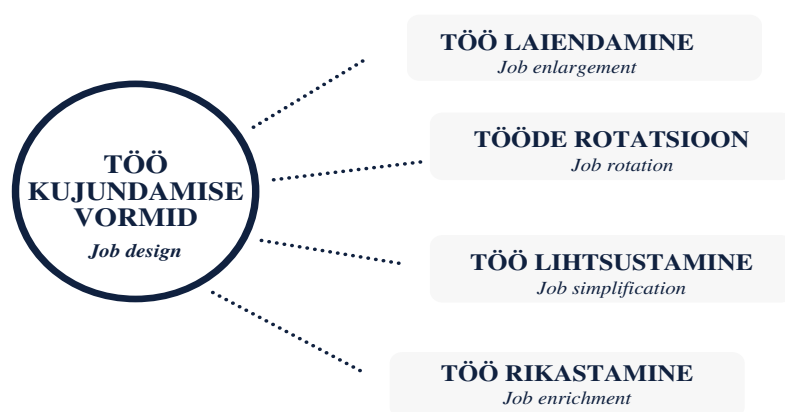 TÖÖ
KUJUNDAMISE
VORMID
Job design
TÖÖ LAIENDAMINE
Job enlargement
TÖÖDE ROTATSIOON
Job rotation
TÖÖ LIHTSUSTAMINE
Job simplification
TÖÖ RIKASTAMINE
Job enrichment